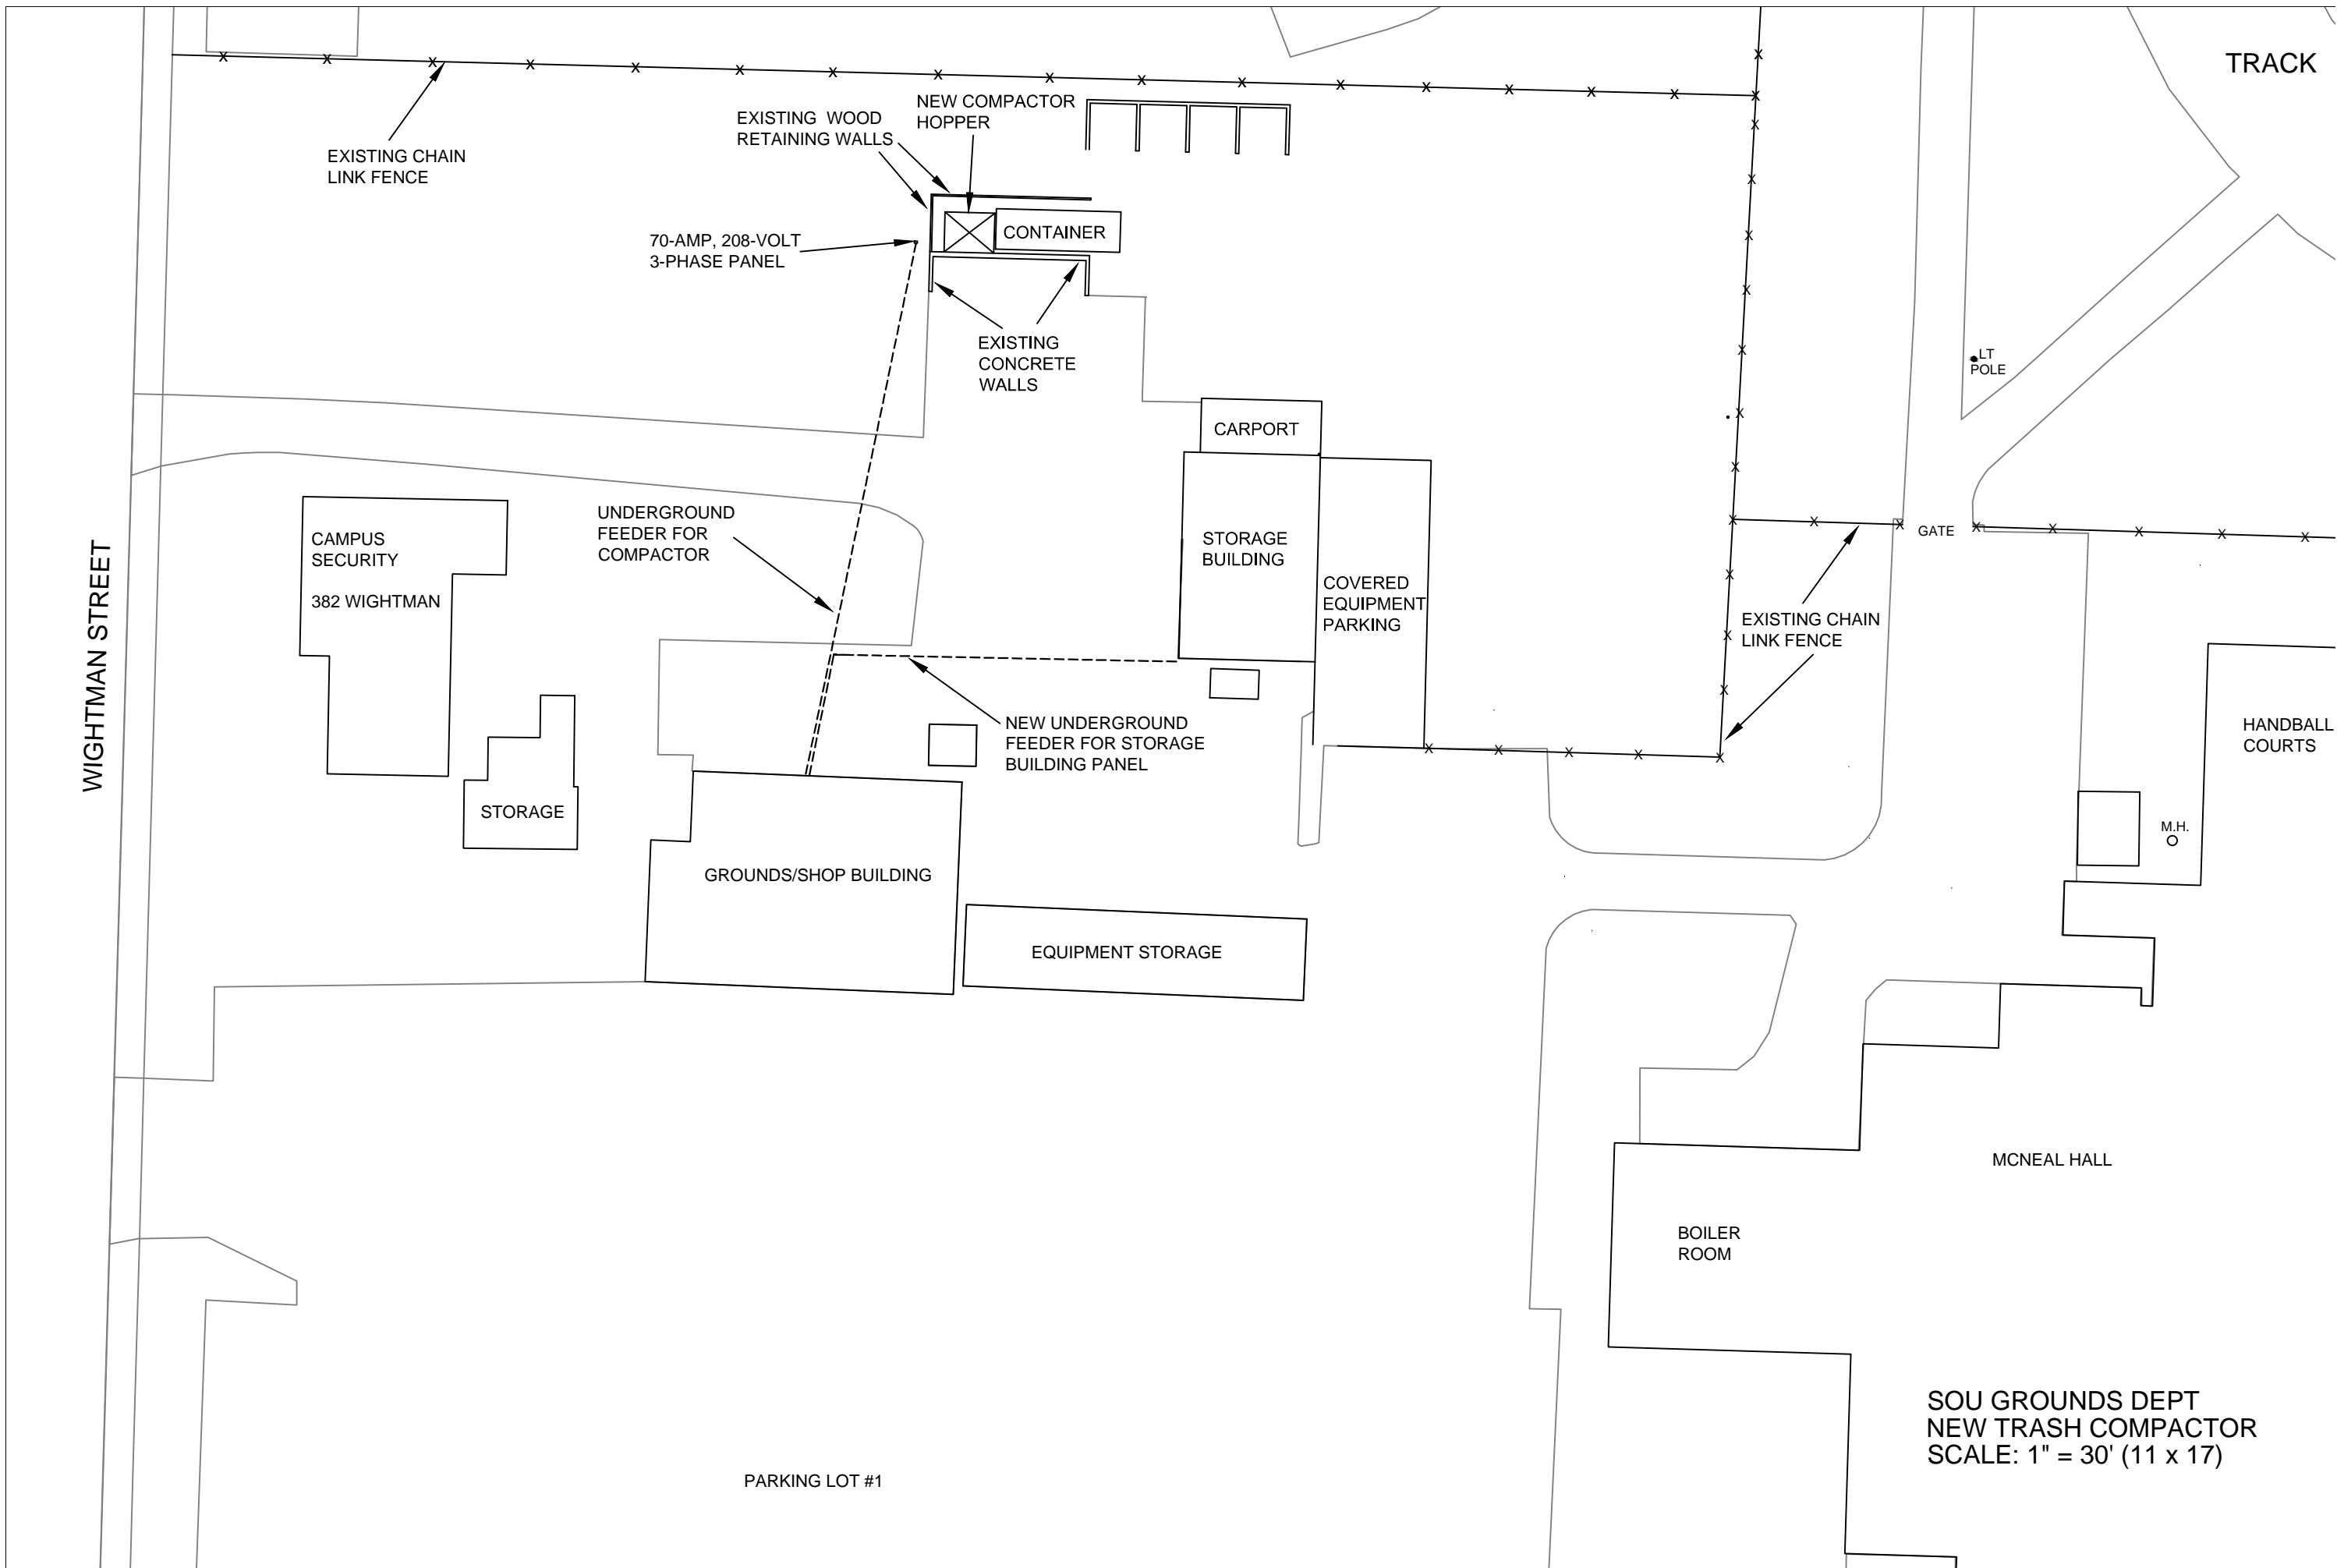 TRACK
EXISTING CHAIN
LINK FENCE
EXISTING  WOOD
RETAINING WALLS
NEW COMPACTOR
HOPPER
70-AMP, 208-VOLT
3-PHASE PANEL
CONTAINER
EXISTING
CONCRETE
WALLS
LT
POLE
CARPORT
WIGHTMAN STREET
CAMPUS
SECURITY
382 WIGHTMAN
UNDERGROUND
FEEDER FOR
COMPACTOR
STORAGE
BUILDING
COVERED
EQUIPMENT
PARKING
GATE
EXISTING CHAIN
LINK FENCE
NEW UNDERGROUND
FEEDER FOR STORAGE
BUILDING PANEL
HANDBALL
COURTS
STORAGE
M.H.
GROUNDS/SHOP BUILDING
EQUIPMENT STORAGE
MCNEAL HALL
BOILER
ROOM
PARKING LOT #1
SOU GROUNDS DEPT
NEW TRASH COMPACTOR
SCALE: 1" = 30' (11 x 17)